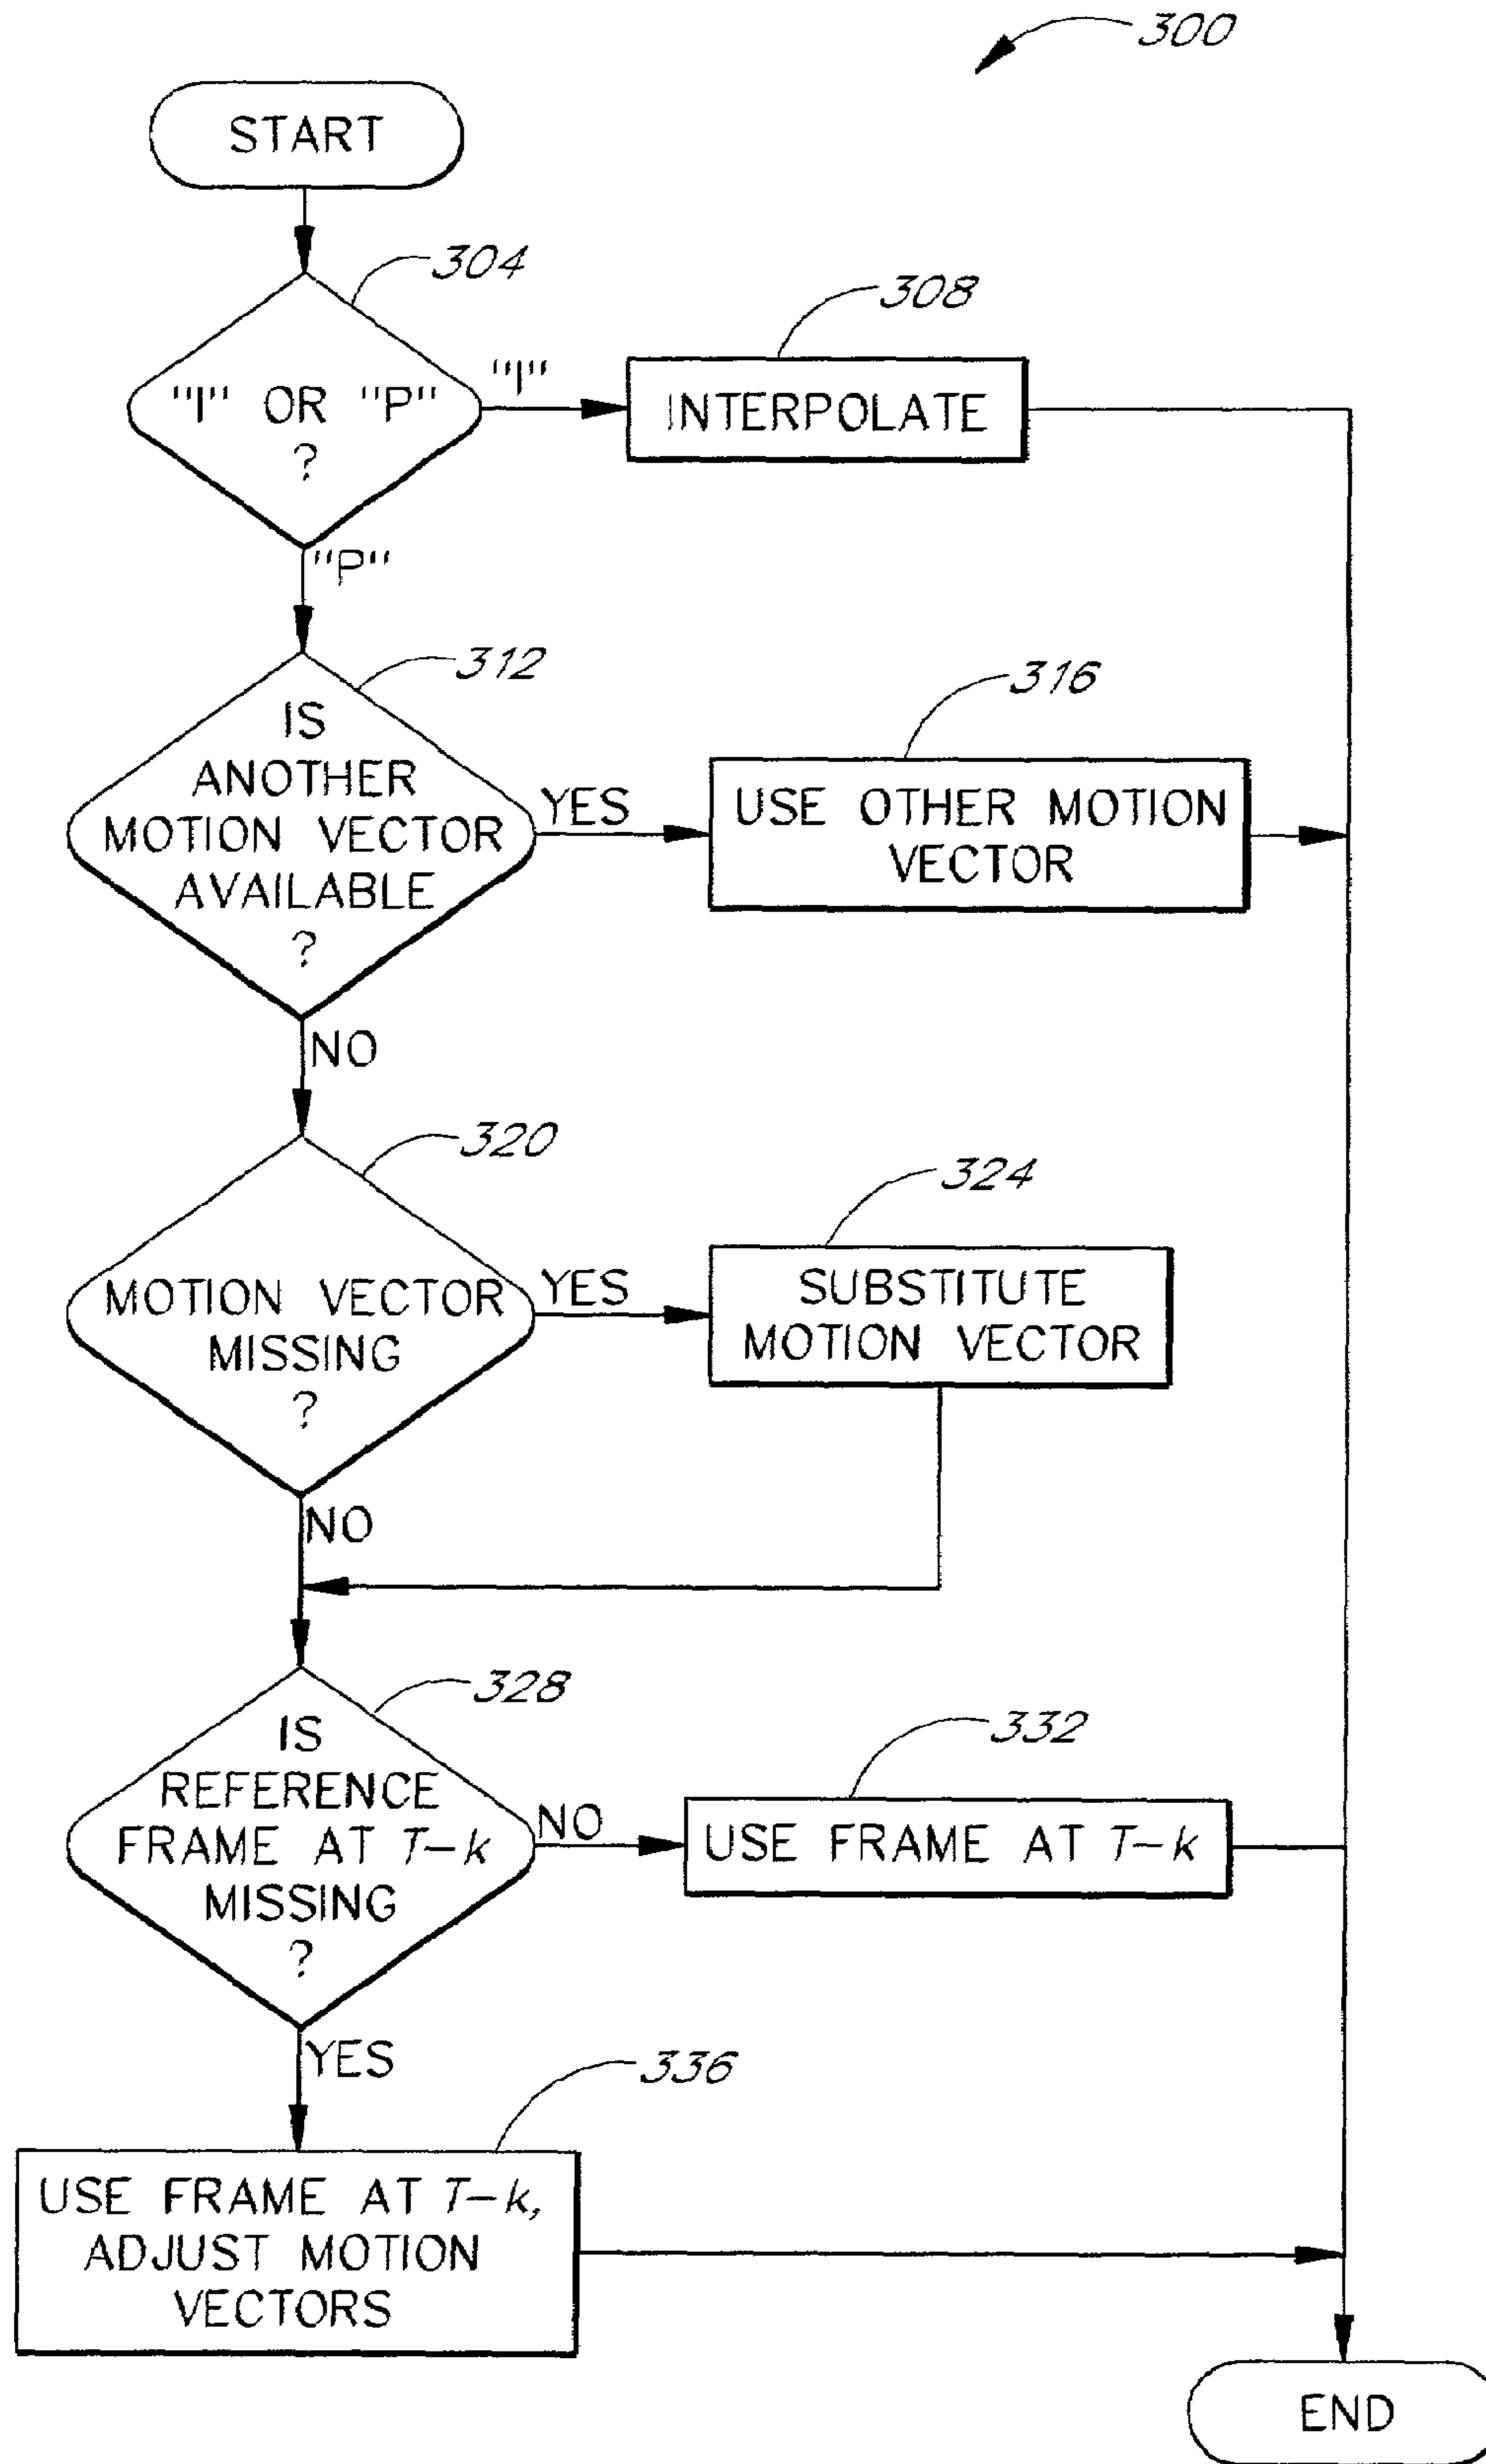 300
START
304
"I" OR "P"
?
"I"
308
INTERPOLATE
"P"
312
IS
ANOTHER
MOTION VECTOR
AVAILABLE
?
YES
316
USE OTHER MOTION
VECTOR
NO
320
MOTION VECTOR
MISSING
?
YES
324
SUBSTITUTE
MOTION VECTOR
NO
328
IS
REFERENCE
FRAME AT T-k
MISSING
?
NO
332
USE FRAME AT T-k
YES
336
USE FRAME AT T-k,
ADJUST MOTION
VECTORS
END